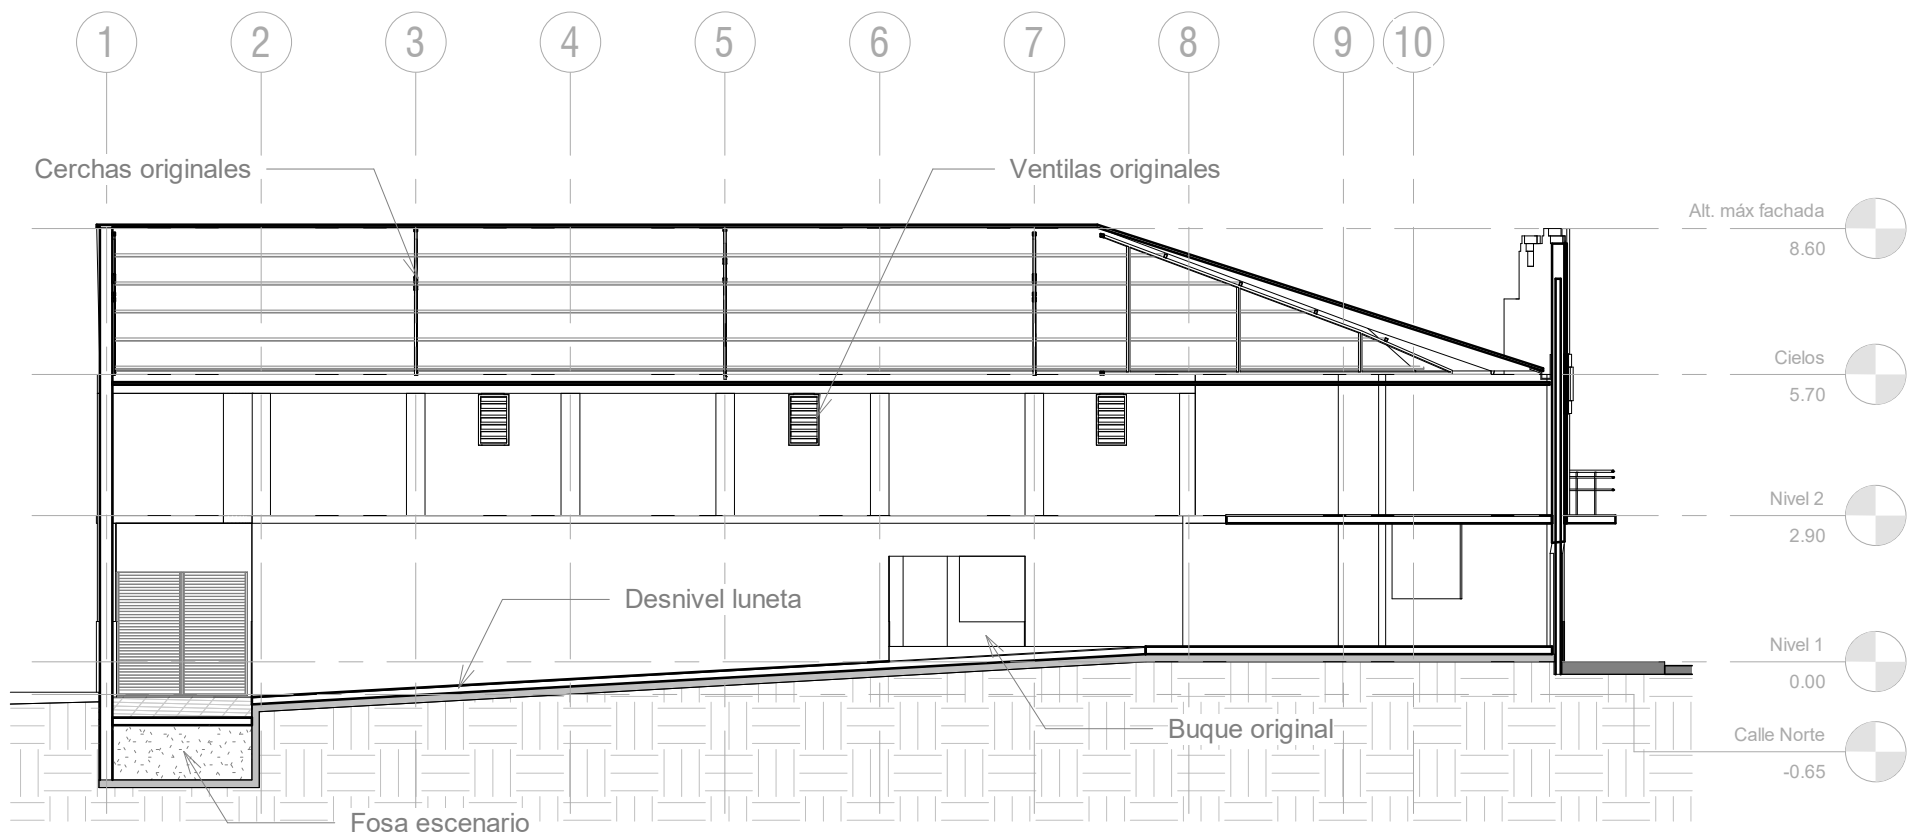 1 2 3 4 5 6 7 8 9 10
Cerchas originales
Ventilas originales
Alt. máx fachada
8.60
Cielos
5.70
Nivel 2
2.90
Desnivel luneta
Nivel 1
0.00
Buque original
Calle Norte
-0.65
Fosa escenario